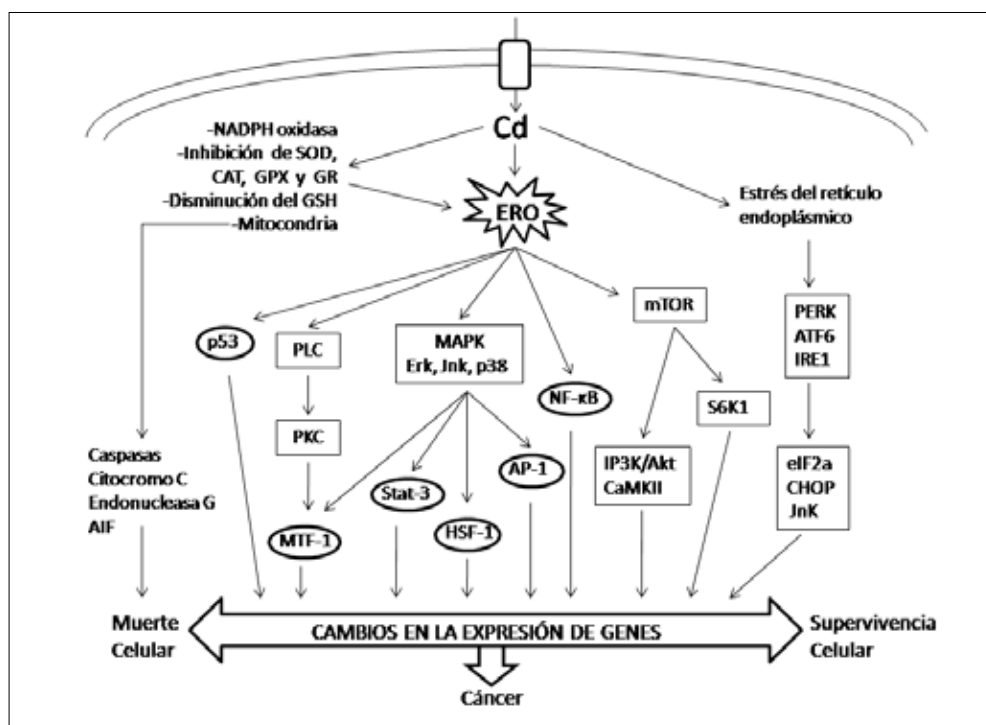 Cd
-NADPH oxidasa
-Inhibición de SOD,
CAT, GPX y GR
-Disminución del GSH
-Mitocondria
ERO
Estrés del retículo
endoplásmico
p53
PLC
MAPK
Erk, Jnk, p38
NF-κB
mTOR
PERK
ATF6
IRE1
PKC
S6K1
Caspasas
Citocromo C
Endonucleasa G
AIF
MTF-1
Stat-3
HSF-1
AP-1
IP3K/Akt
CaMKII
eIF2a
CHOP
JnK
Muerte
Celular
CAMBIOS EN LA EXPRESIÓN DE GENES
Supervivencia
Celular
Cáncer